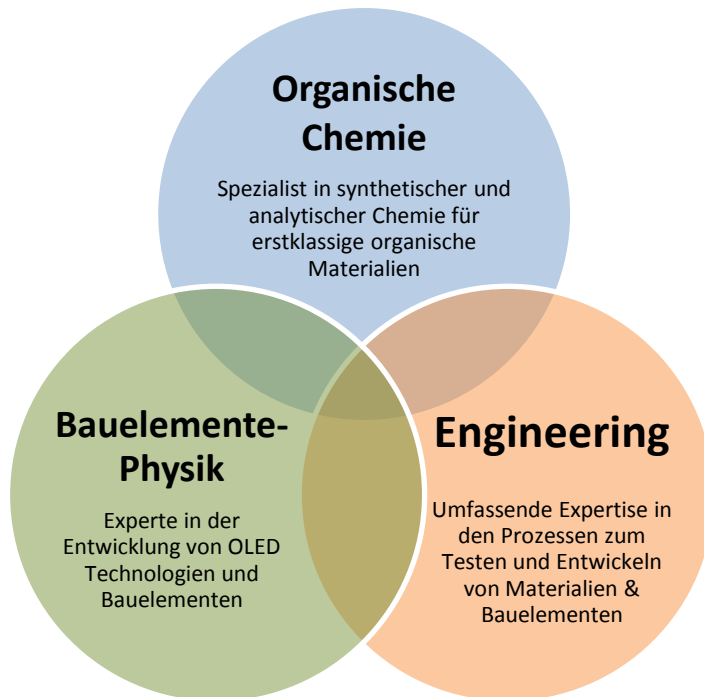 Organische
Chemie
Spezialist in synthetischer und
analytischer Chemie für
erstklassige organische
Materialien
Bauelemente-
Physik
Experte in der
Entwicklung von OLED
Technologien und
Bauelementen
Engineering
Umfassende Expertise in
den Prozessen zum
Testen und Entwickeln
von Materialien &
Bauelementen